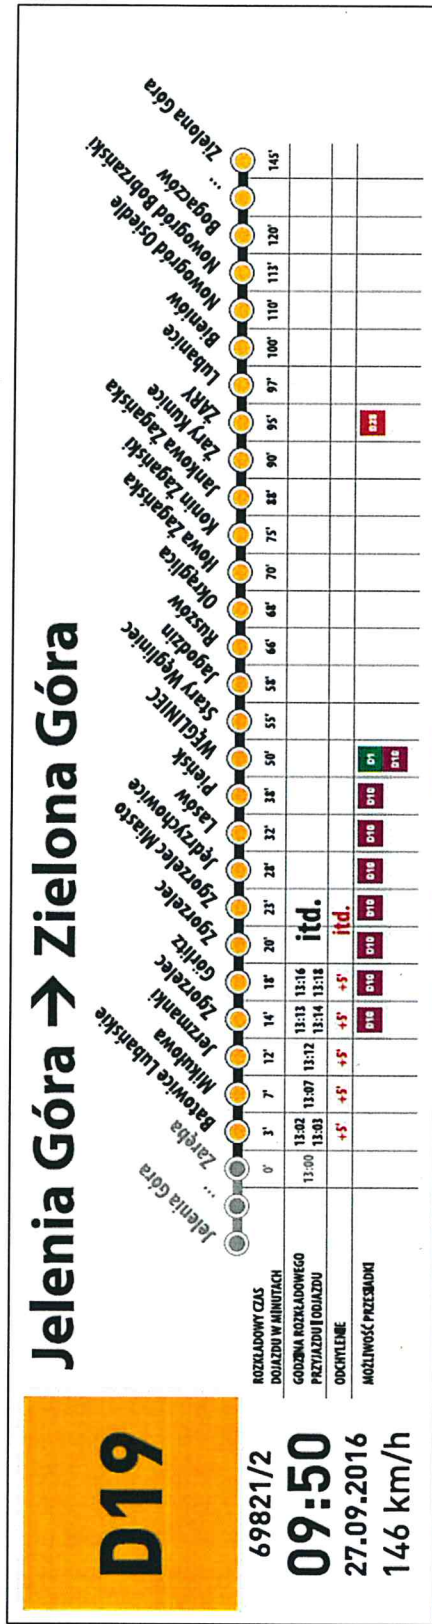 D19
Jelenia Góra → Zielona Góra
69821/2
09:50
27.09.2016
146 km/h
Jelenia Góra
...
Zaręba
Batowice Lubańskie
Mikułowa
Jerzmanki
Zgorzelec
Görlitz
Zgorzelec Miasto
Jędrzychowice
Lasów
Pieńsk
WĘGLINIEC
Stary Węgliniec
Jagodzin
Ruszów
Okrąglica
Iłowa Żagańska
Konin Żagański
Jankowa Żagańska
Żary Kunice
ŻARY
Lubanice
Bieniów
Nowogród Osiedle
Nowogród Bobrzański
Bogaczów
...
Zielona Góra
ROZKŁADOWY CZAS
DOJAZDU W MINUTACH
0' 3' 7' 12' 14' 18' 20' 23' 28' 32' 38' 50' 55' 58' 66' 68' 70' 75' 88' 90' 95' 97' 100' 110' 113' 120' 145'
GODZINA ROZKŁADOWEGO
PRZYJAZDU I ODJAZDU
13:00 13:02 13:07 13:12 13:13 13:16 itd.
13:03 13:14 13:18
ODCHYLENIE
+5' +5' +5' +5' +5' itd.
MOŻLIWOŚĆ PRZESIADKI
D10 D10 D10 D10 D10 D10 D10 D1 D28
D10